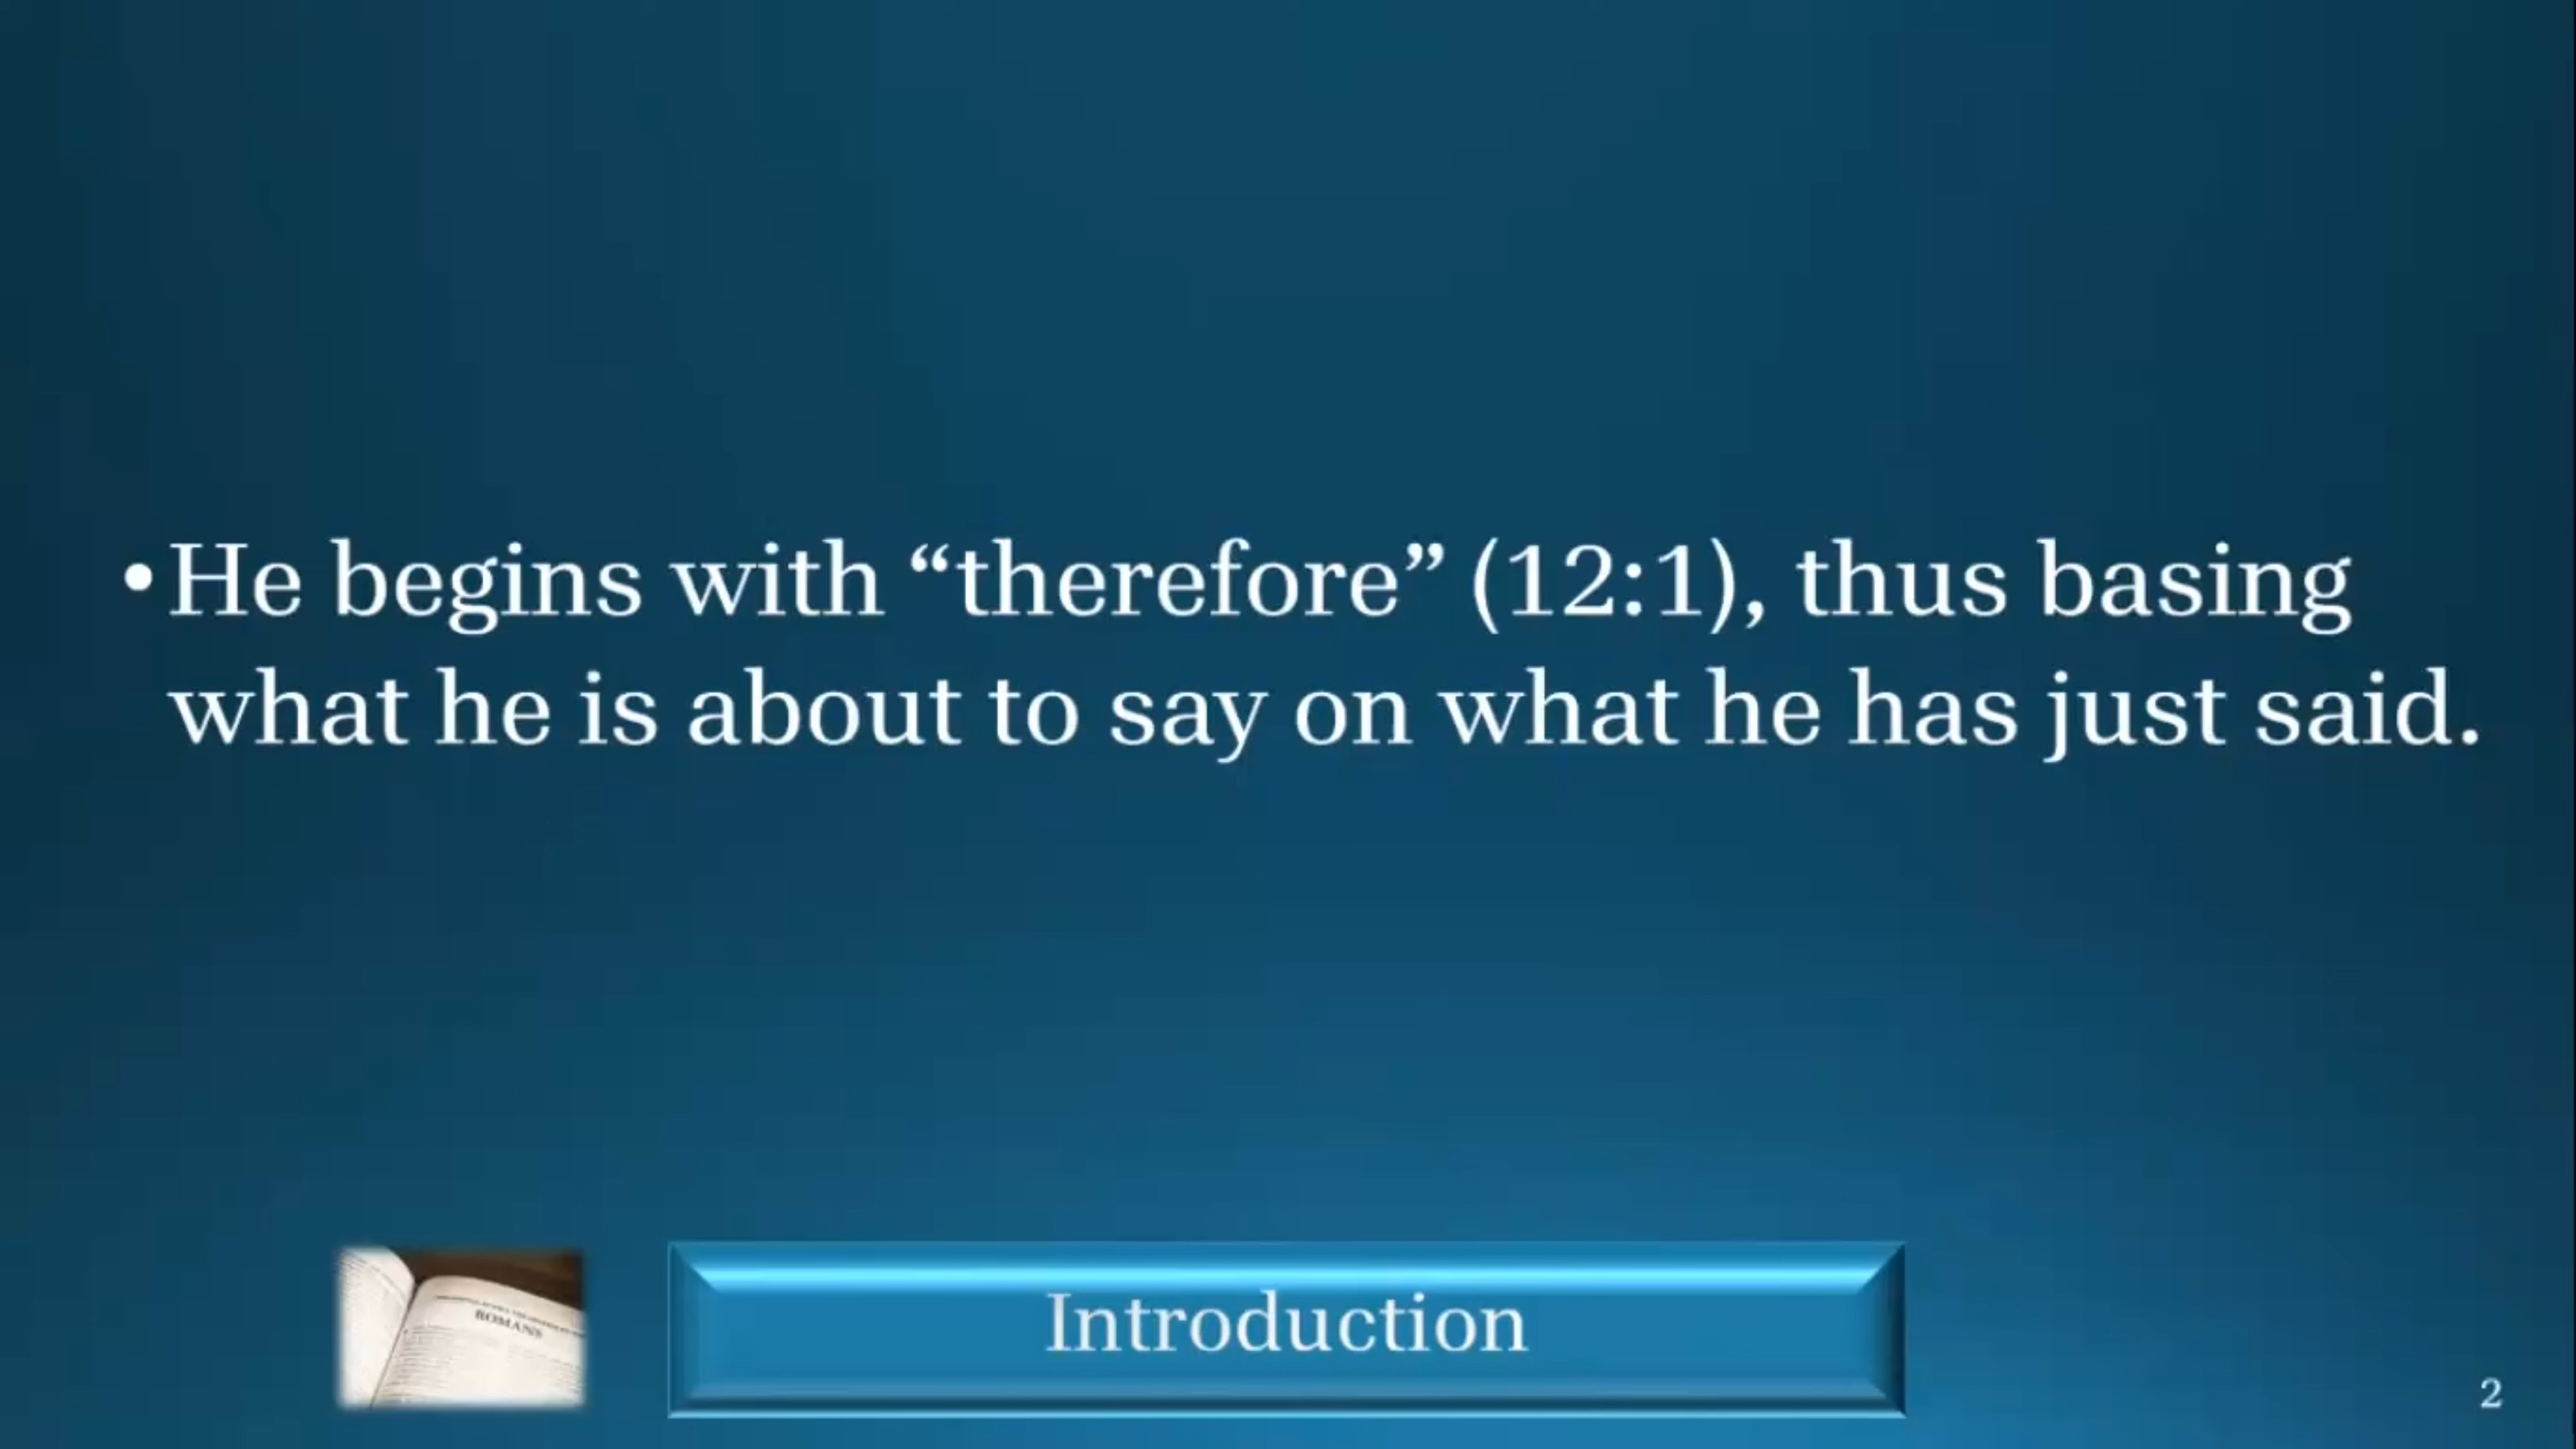 •He begins with “therefore” (12:1), thus basing
what he is about to say on what he has just said.
ROMANS
Introduction
2